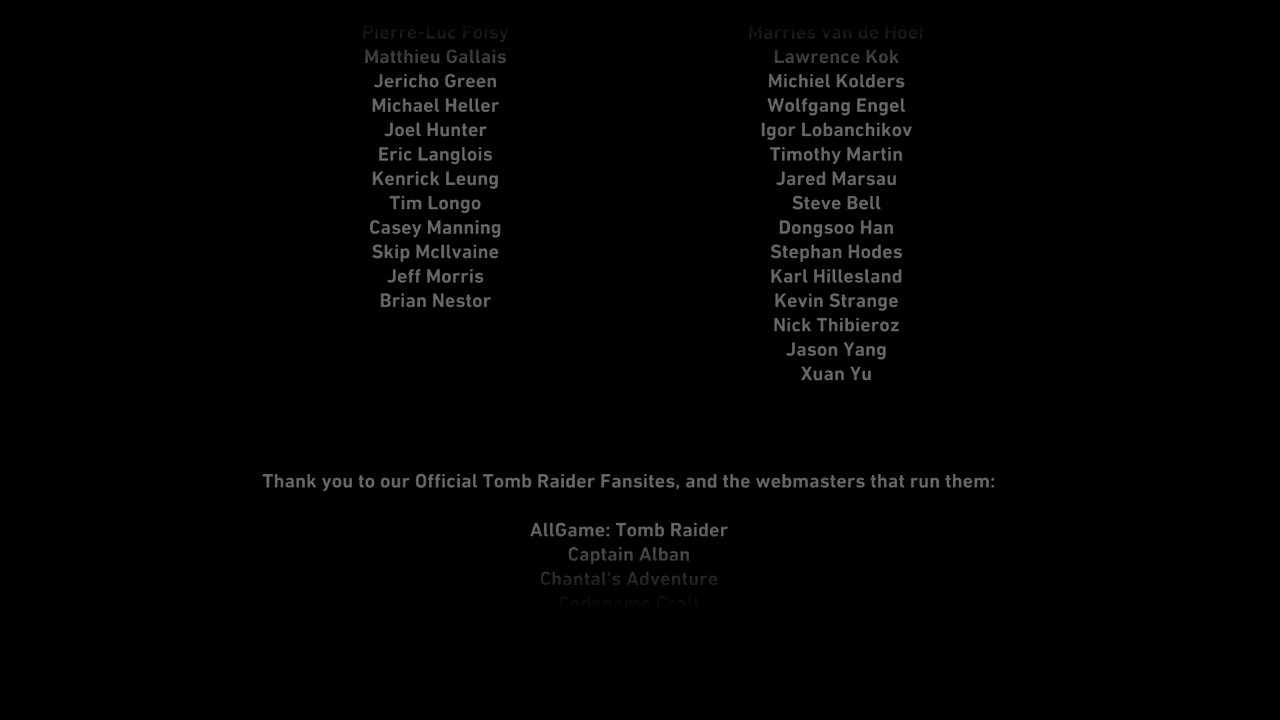 Pierre-Luc Foisy
Matthieu Gallais
Jericho Green
Michael Heller
Joel Hunter
Eric Langlois
Kenrick Leung
Tim Longo
Casey Manning
Skip McIlvaine
Jeff Morris
Brian Nestor
Marries van de Hoef
Lawrence Kok
Michiel Kolders
Wolfgang Engel
Igor Lobanchikov
Timothy Martin
Jared Marsau
Steve Bell
Dongsoo Han
Stephan Hodes
Karl Hillesland
Kevin Strange
Nick Thibieroz
Jason Yang
Xuan Yu
Thank you to our Official Tomb Raider Fansites, and the webmasters that run them:
AllGame: Tomb Raider
Captain Alban
Chantal's Adventure
Codename Croft